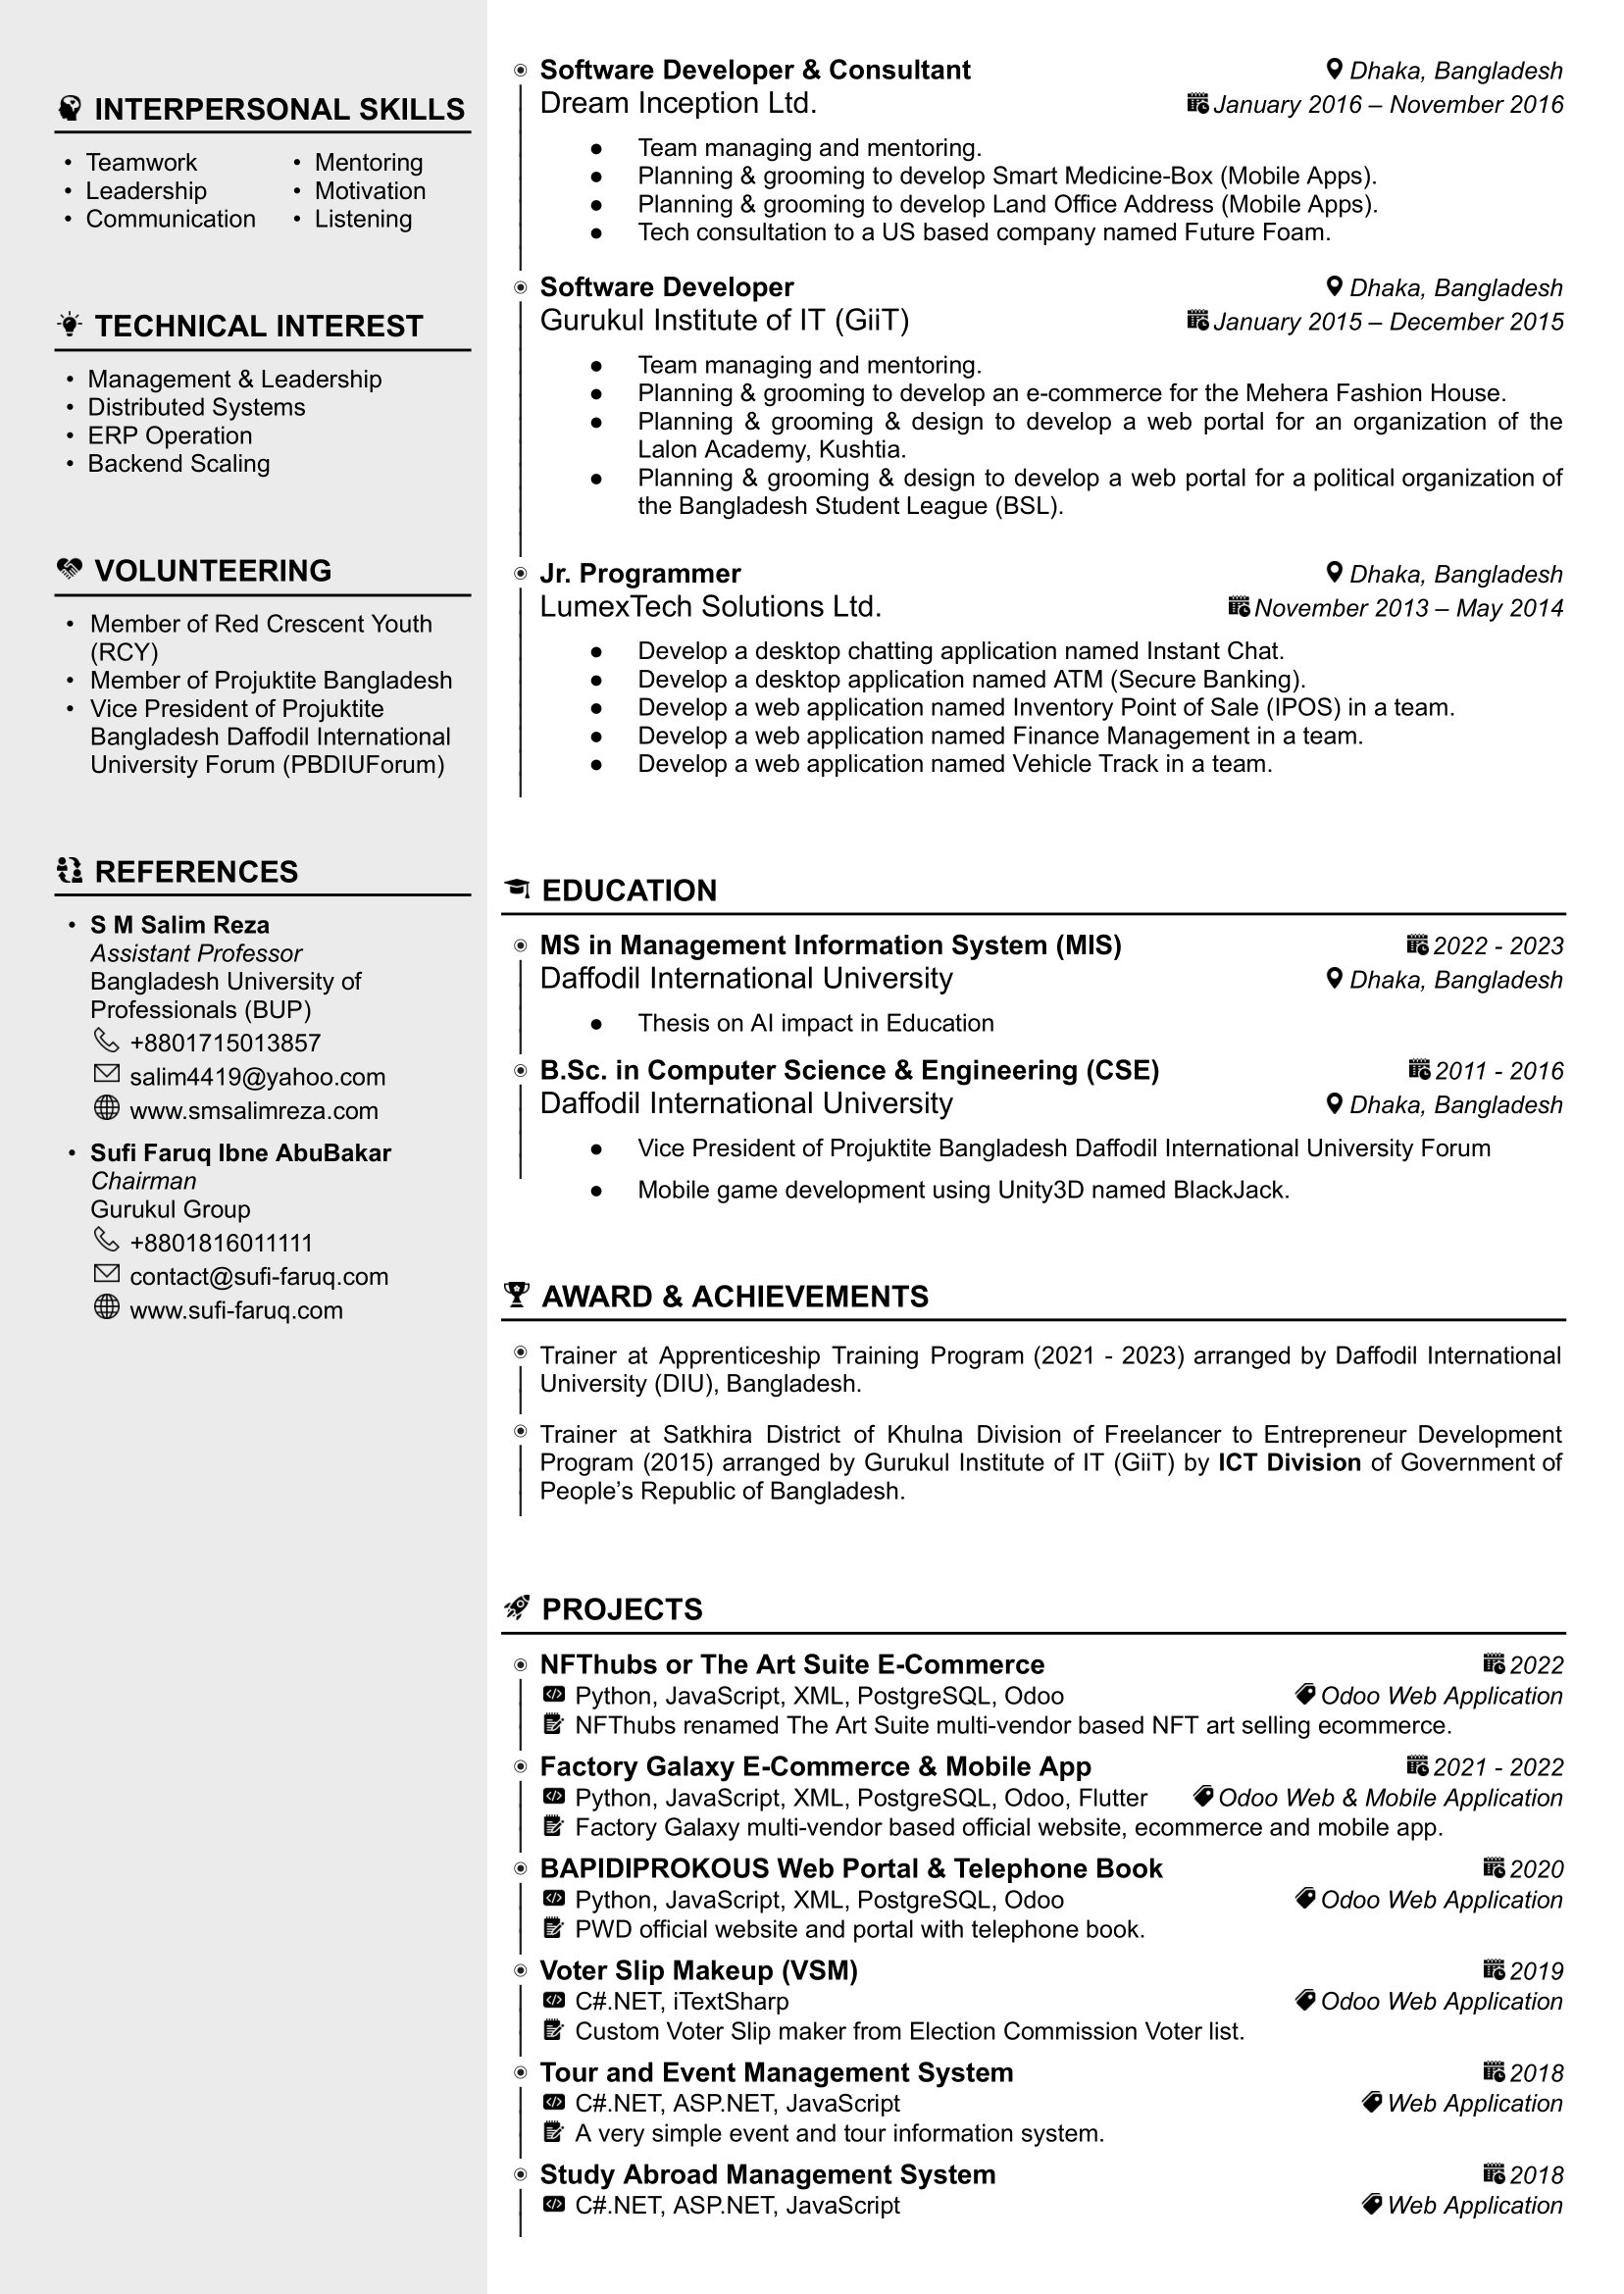 INTERPERSONAL SKILLS
• Teamwork
• Leadership
• Communication
• Mentoring
• Motivation
• Listening
TECHNICAL INTEREST
• Management & Leadership
• Distributed Systems
• ERP Operation
• Backend Scaling
VOLUNTEERING
• Member of Red Crescent Youth
(RCY)
• Member of Projuktite Bangladesh
• Vice President of Projuktite
Bangladesh Daffodil International
University Forum (PBDIUForum)
REFERENCES
• S M Salim Reza
Assistant Professor
Bangladesh University of
Professionals (BUP)
+8801715013857
salim4419@yahoo.com
www.smsalimreza.com
• Sufi Faruq Ibne AbuBakar
Chairman
Gurukul Group
+8801816011111
contact@sufi-faruq.com
www.sufi-faruq.com
Software Developer & Consultant Dhaka, Bangladesh
Dream Inception Ltd. January 2016 – November 2016
● Team managing and mentoring.
● Planning & grooming to develop Smart Medicine-Box (Mobile Apps).
● Planning & grooming to develop Land Office Address (Mobile Apps).
● Tech consultation to a US based company named Future Foam.
Software Developer Dhaka, Bangladesh
Gurukul Institute of IT (GiiT) January 2015 – December 2015
● Team managing and mentoring.
● Planning & grooming to develop an e-commerce for the Mehera Fashion House.
● Planning & grooming & design to develop a web portal for an organization of the
Lalon Academy, Kushtia.
● Planning & grooming & design to develop a web portal for a political organization of
the Bangladesh Student League (BSL).
Jr. Programmer Dhaka, Bangladesh
LumexTech Solutions Ltd. November 2013 – May 2014
● Develop a desktop chatting application named Instant Chat.
● Develop a desktop application named ATM (Secure Banking).
● Develop a web application named Inventory Point of Sale (IPOS) in a team.
● Develop a web application named Finance Management in a team.
● Develop a web application named Vehicle Track in a team.
EDUCATION
MS in Management Information System (MIS) 2022 - 2023
Daffodil International University Dhaka, Bangladesh
● Thesis on AI impact in Education
B.Sc. in Computer Science & Engineering (CSE) 2011 - 2016
Daffodil International University Dhaka, Bangladesh
● Vice President of Projuktite Bangladesh Daffodil International University Forum
● Mobile game development using Unity3D named BlackJack.
AWARD & ACHIEVEMENTS
Trainer at Apprenticeship Training Program (2021 - 2023) arranged by Daffodil International
University (DIU), Bangladesh.
Trainer at Satkhira District of Khulna Division of Freelancer to Entrepreneur Development
Program (2015) arranged by Gurukul Institute of IT (GiiT) by ICT Division of Government of
People’s Republic of Bangladesh.
PROJECTS
NFThubs or The Art Suite E-Commerce 2022
Python, JavaScript, XML, PostgreSQL, Odoo Odoo Web Application
NFThubs renamed The Art Suite multi-vendor based NFT art selling ecommerce.
Factory Galaxy E-Commerce & Mobile App 2021 - 2022
Python, JavaScript, XML, PostgreSQL, Odoo, Flutter Odoo Web & Mobile Application
Factory Galaxy multi-vendor based official website, ecommerce and mobile app.
BAPIDIPROKOUS Web Portal & Telephone Book 2020
Python, JavaScript, XML, PostgreSQL, Odoo Odoo Web Application
PWD official website and portal with telephone book.
Voter Slip Makeup (VSM) 2019
C#.NET, iTextSharp Odoo Web Application
Custom Voter Slip maker from Election Commission Voter list.
Tour and Event Management System 2018
C#.NET, ASP.NET, JavaScript Web Application
A very simple event and tour information system.
Study Abroad Management System 2018
C#.NET, ASP.NET, JavaScript Web Application